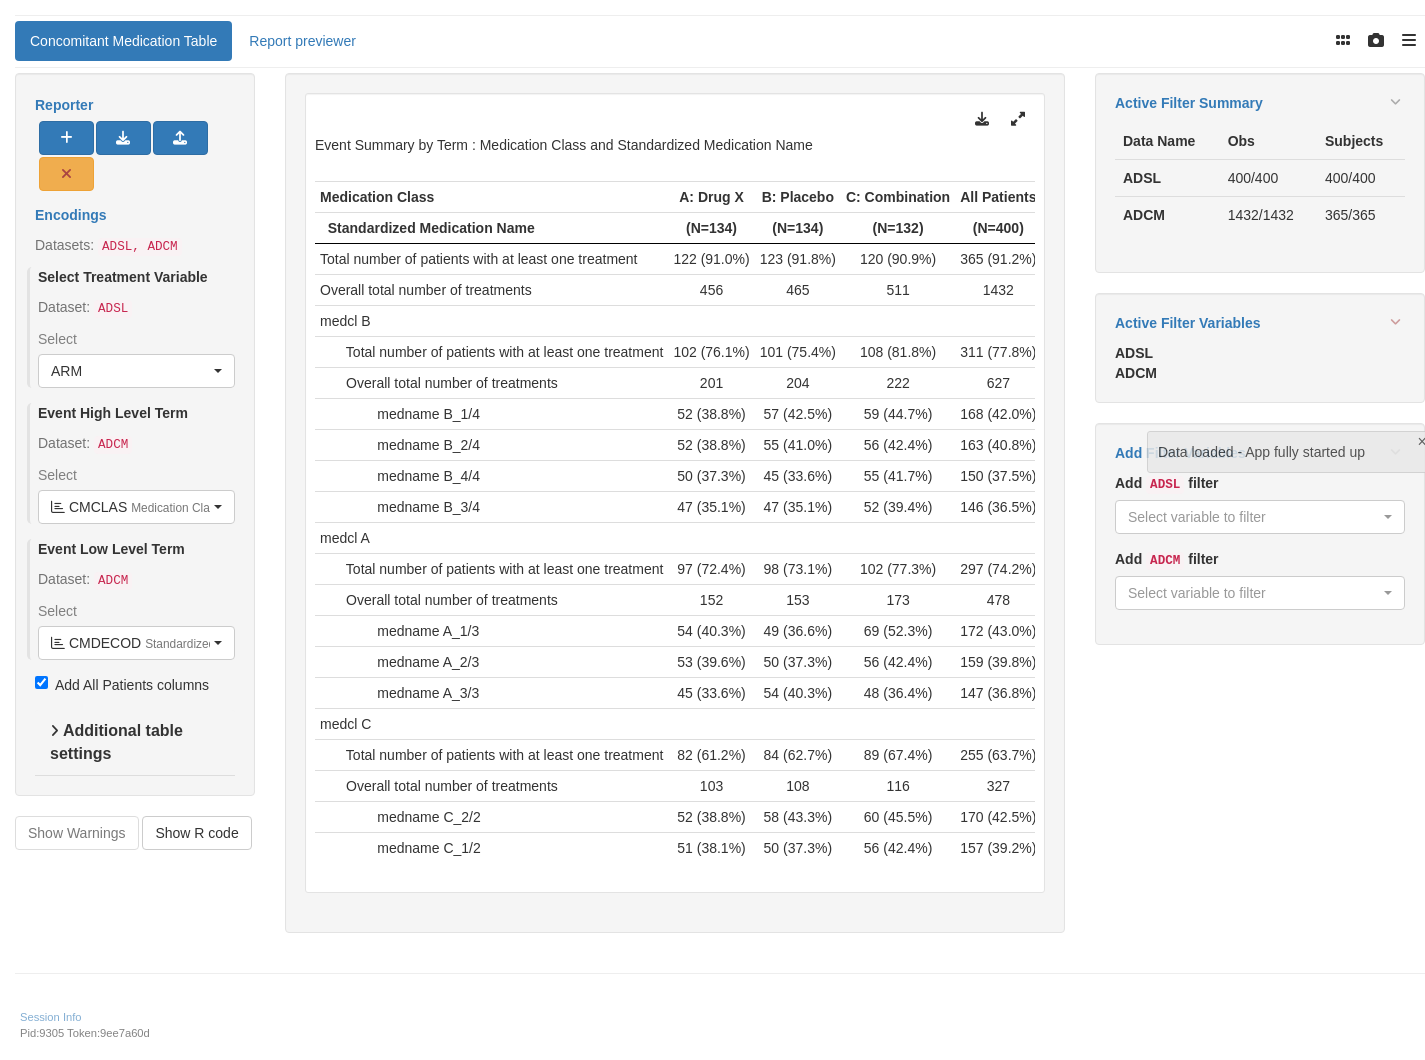 Concomitant Medication Table Report previewer
Reporter
Encodings
Datasets: ADSL, ADCM
Select Treatment Variable
Dataset: ADSL
Select
ARM
Event High Level Term
Dataset: ADCM
Select
CMCLAS Medication Cla
Event Low Level Term
Dataset: ADCM
Select
CMDECOD Standardized
Add All Patients columns
Additional table
settings
Show Warnings Show R code
Event Summary by Term : Medication Class and Standardized Medication Name
Medication Class A: Drug X B: Placebo C: Combination All Patients
Standardized Medication Name (N=134) (N=134) (N=132) (N=400)
Total number of patients with at least one treatment 122 (91.0%) 123 (91.8%) 120 (90.9%) 365 (91.2%)
Overall total number of treatments 456 465 511 1432
medcl B
Total number of patients with at least one treatment 102 (76.1%) 101 (75.4%) 108 (81.8%) 311 (77.8%)
Overall total number of treatments 201 204 222 627
medname B_1/4 52 (38.8%) 57 (42.5%) 59 (44.7%) 168 (42.0%)
medname B_2/4 52 (38.8%) 55 (41.0%) 56 (42.4%) 163 (40.8%)
medname B_4/4 50 (37.3%) 45 (33.6%) 55 (41.7%) 150 (37.5%)
medname B_3/4 47 (35.1%) 47 (35.1%) 52 (39.4%) 146 (36.5%)
medcl A
Total number of patients with at least one treatment 97 (72.4%) 98 (73.1%) 102 (77.3%) 297 (74.2%)
Overall total number of treatments 152 153 173 478
medname A_1/3 54 (40.3%) 49 (36.6%) 69 (52.3%) 172 (43.0%)
medname A_2/3 53 (39.6%) 50 (37.3%) 56 (42.4%) 159 (39.8%)
medname A_3/3 45 (33.6%) 54 (40.3%) 48 (36.4%) 147 (36.8%)
medcl C
Total number of patients with at least one treatment 82 (61.2%) 84 (62.7%) 89 (67.4%) 255 (63.7%)
Overall total number of treatments 103 108 116 327
medname C_2/2 52 (38.8%) 58 (43.3%) 60 (45.5%) 170 (42.5%)
medname C_1/2 51 (38.1%) 50 (37.3%) 56 (42.4%) 157 (39.2%)
Active Filter Summary
Data Name Obs Subjects
ADSL 400/400 400/400
ADCM 1432/1432 365/365
Active Filter Variables
ADSL
ADCM
Add
Data loaded - App fully started up
Add ADSL filter
Select variable to filter
Add ADCM filter
Select variable to filter
Session Info
Pid:9305 Token:9ee7a60d